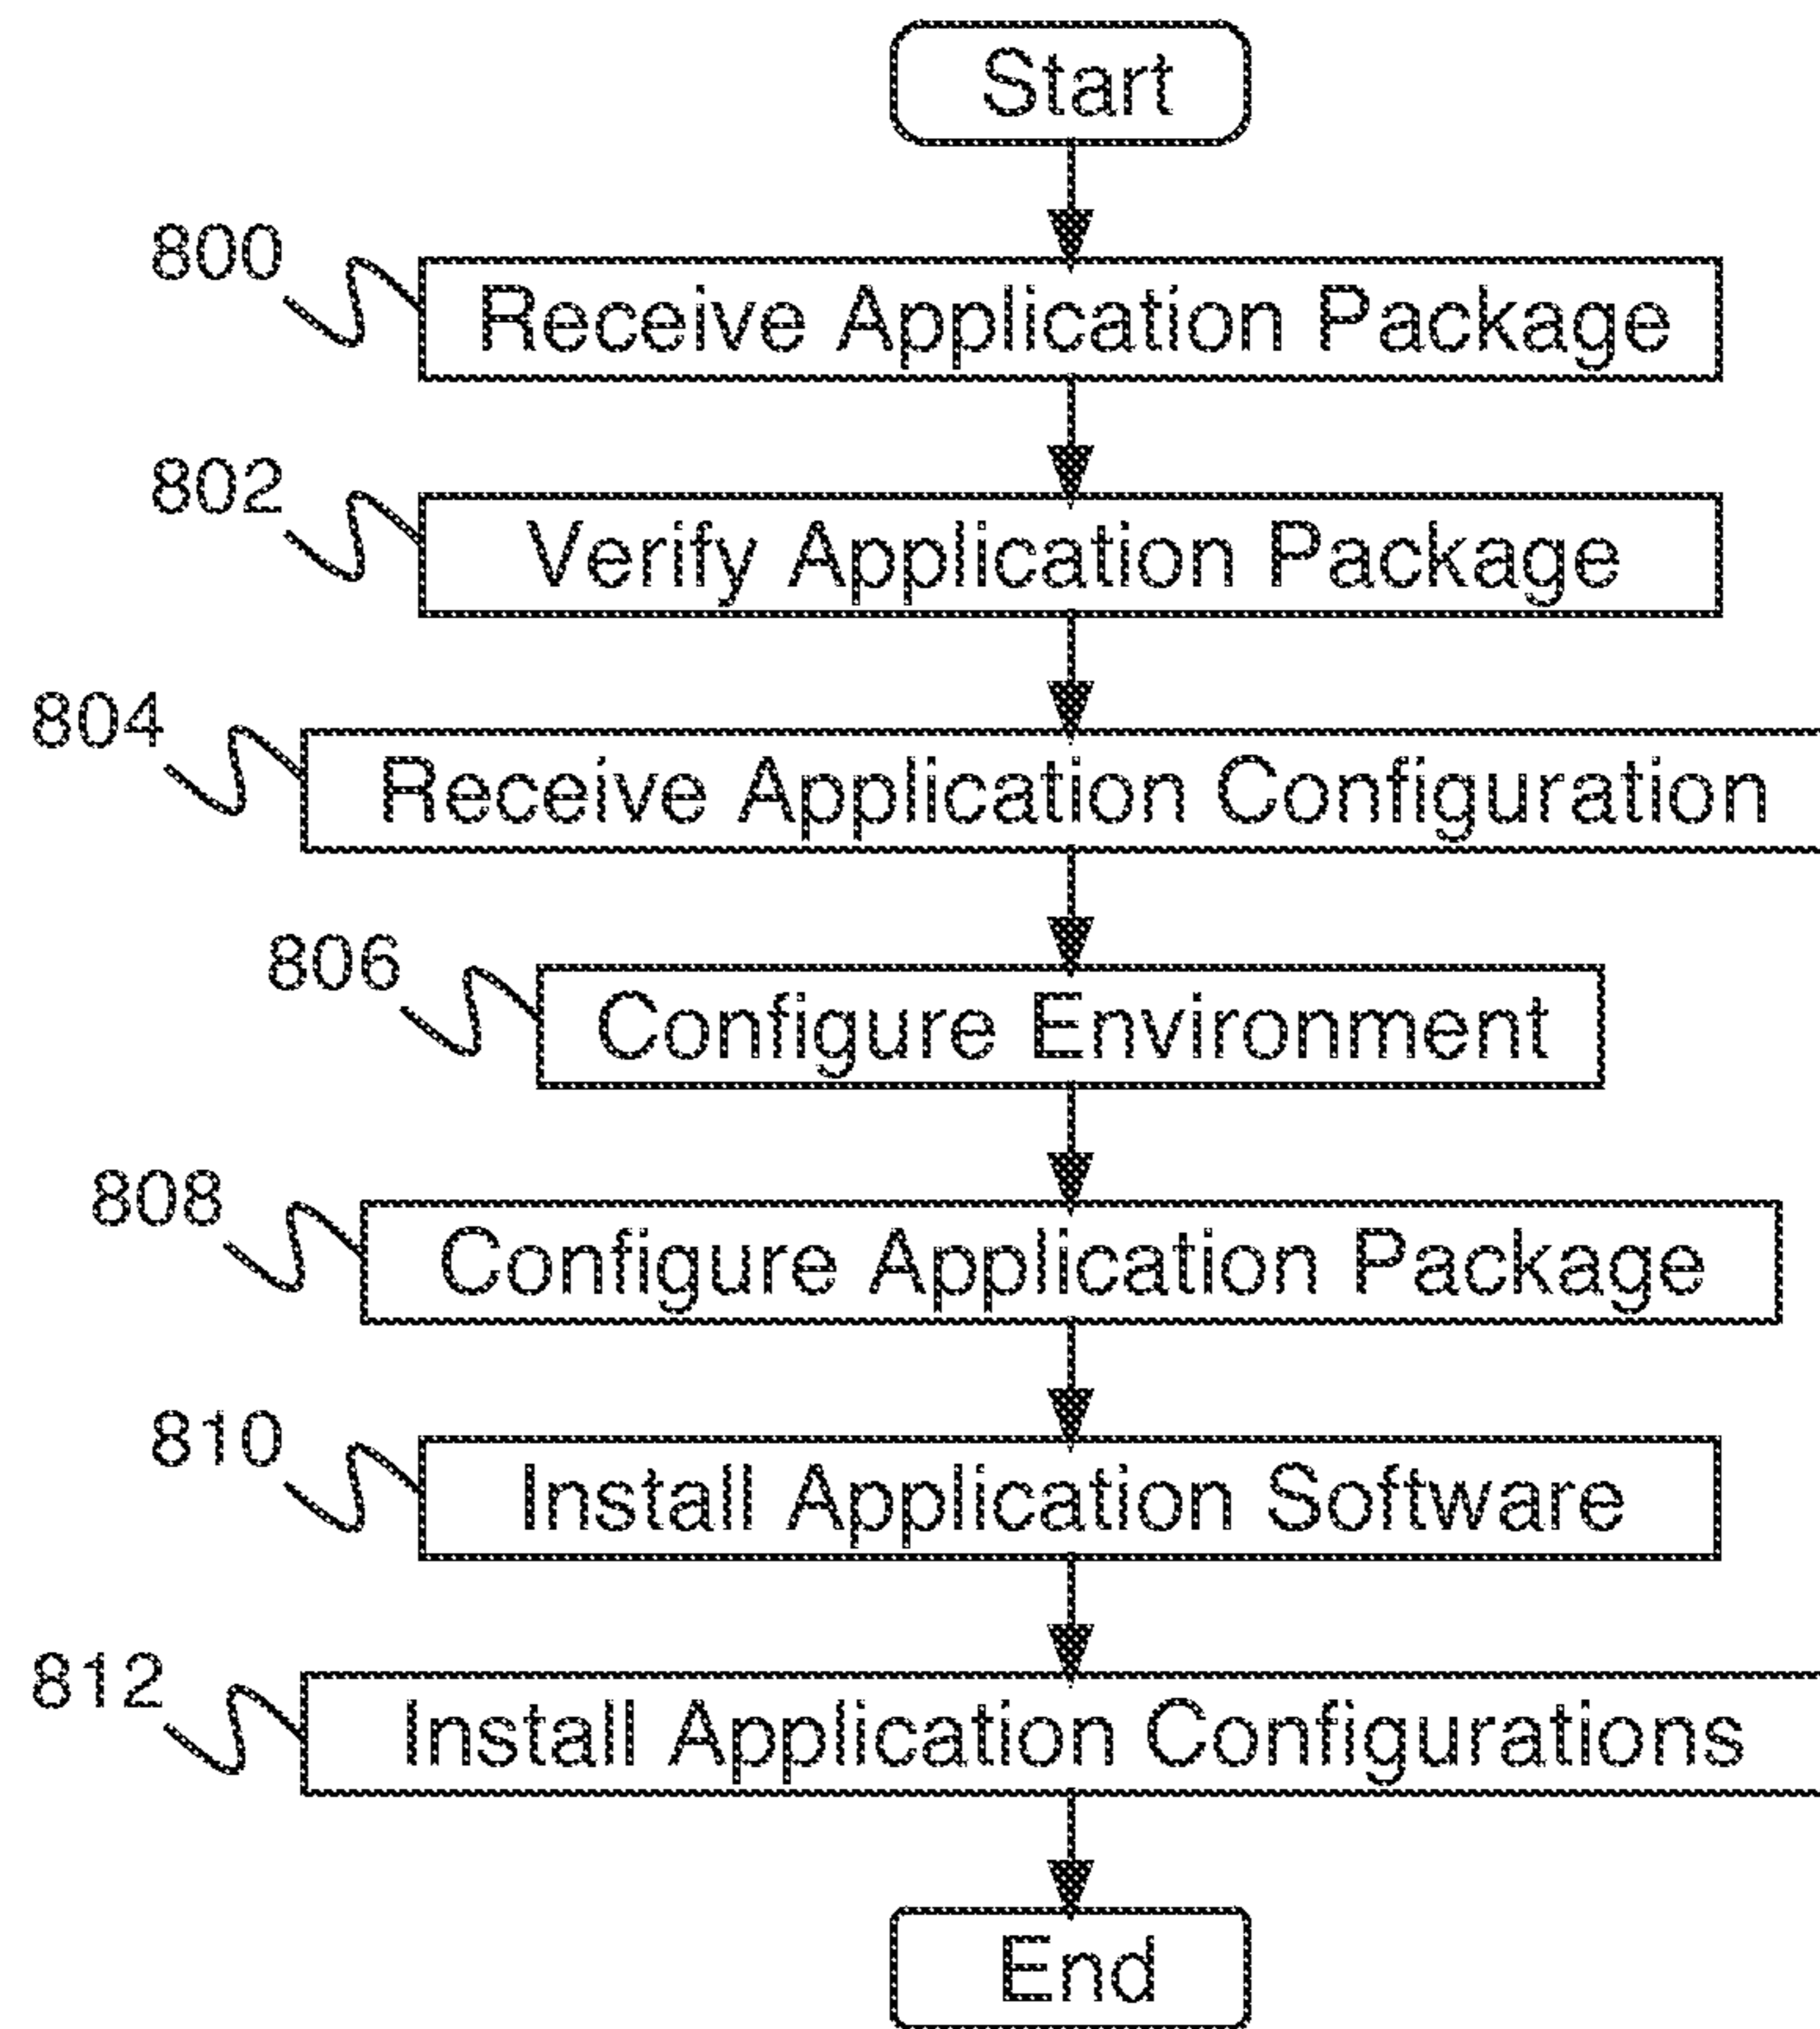 Start
800
Receive Application Package
802
Verify Application Package
804
Receive Application Configuration
806
Configure Environment
808
Configure Application Package
810
Install Application Software
812
Install Application Configurations
End